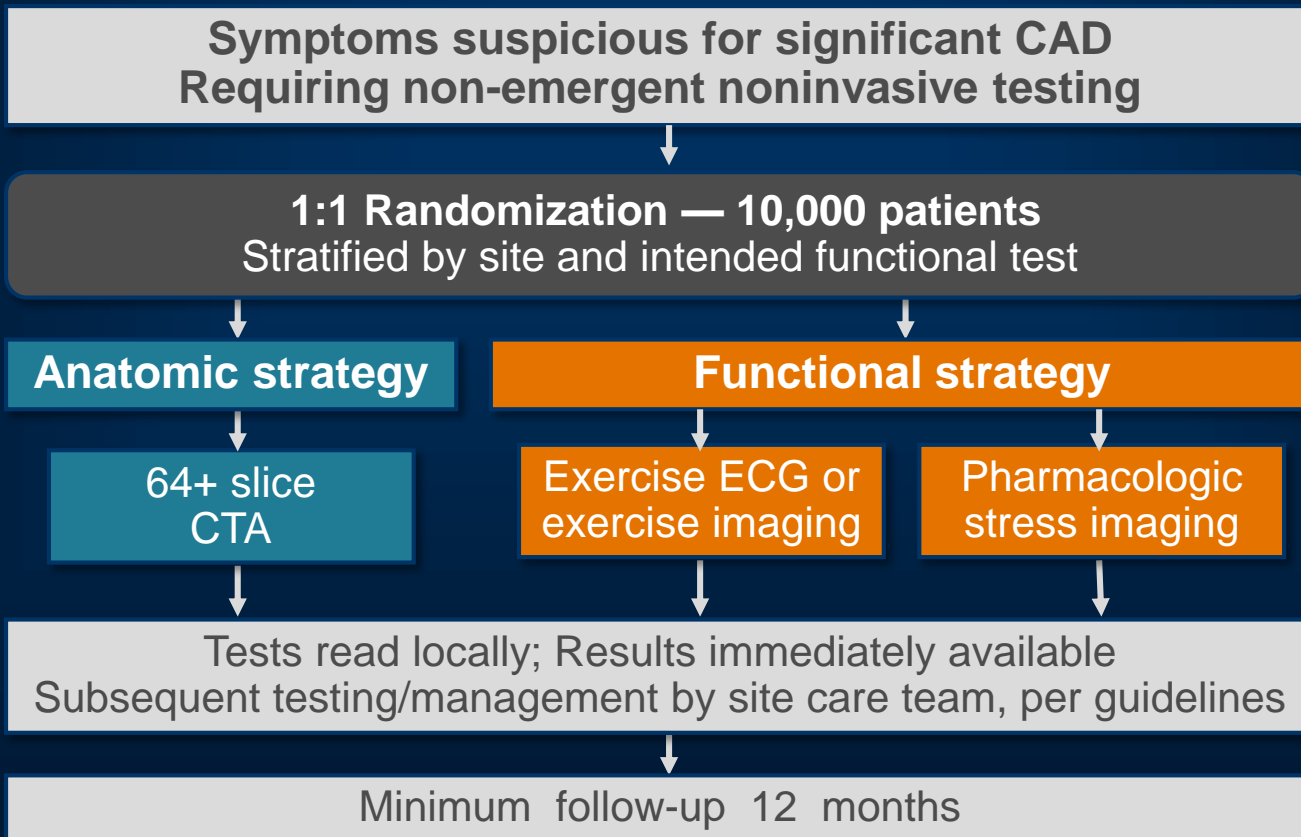 Symptoms suspicious for significant CAD
Requiring non-emergent noninvasive testing
1:1 Randomization — 10,000 patients
Stratified by site and intended functional test
Anatomic strategy
Functional strategy
64+ slice
CTA
Exercise ECG or
exercise imaging
Pharmacologic
stress imaging
Tests read locally; Results immediately available
Subsequent testing/management by site care team, per guidelines
Minimum follow-up 12 months